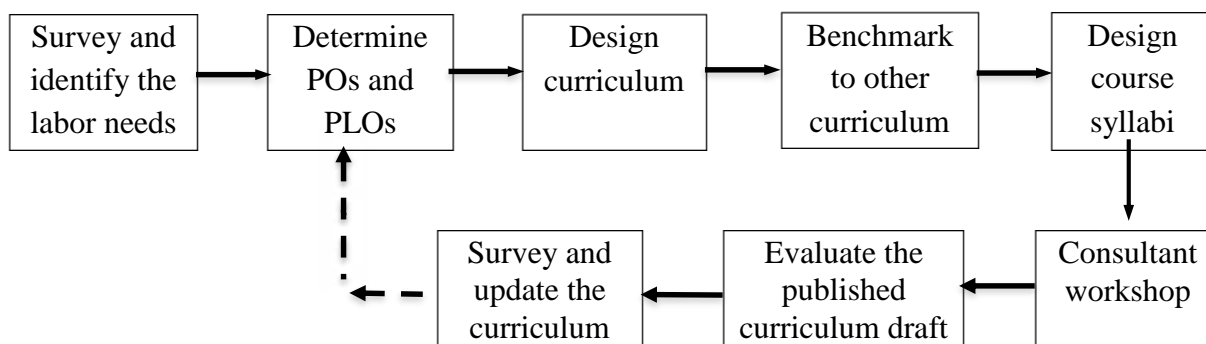 Survey and
identify the
labor needs
Determine
POs and
PLOs
Design
curriculum
Benchmark
to other
curriculum
Design
course
syllabi
Consultant
workshop
Evaluate the
published
curriculum draft
Survey and
update the
curriculum